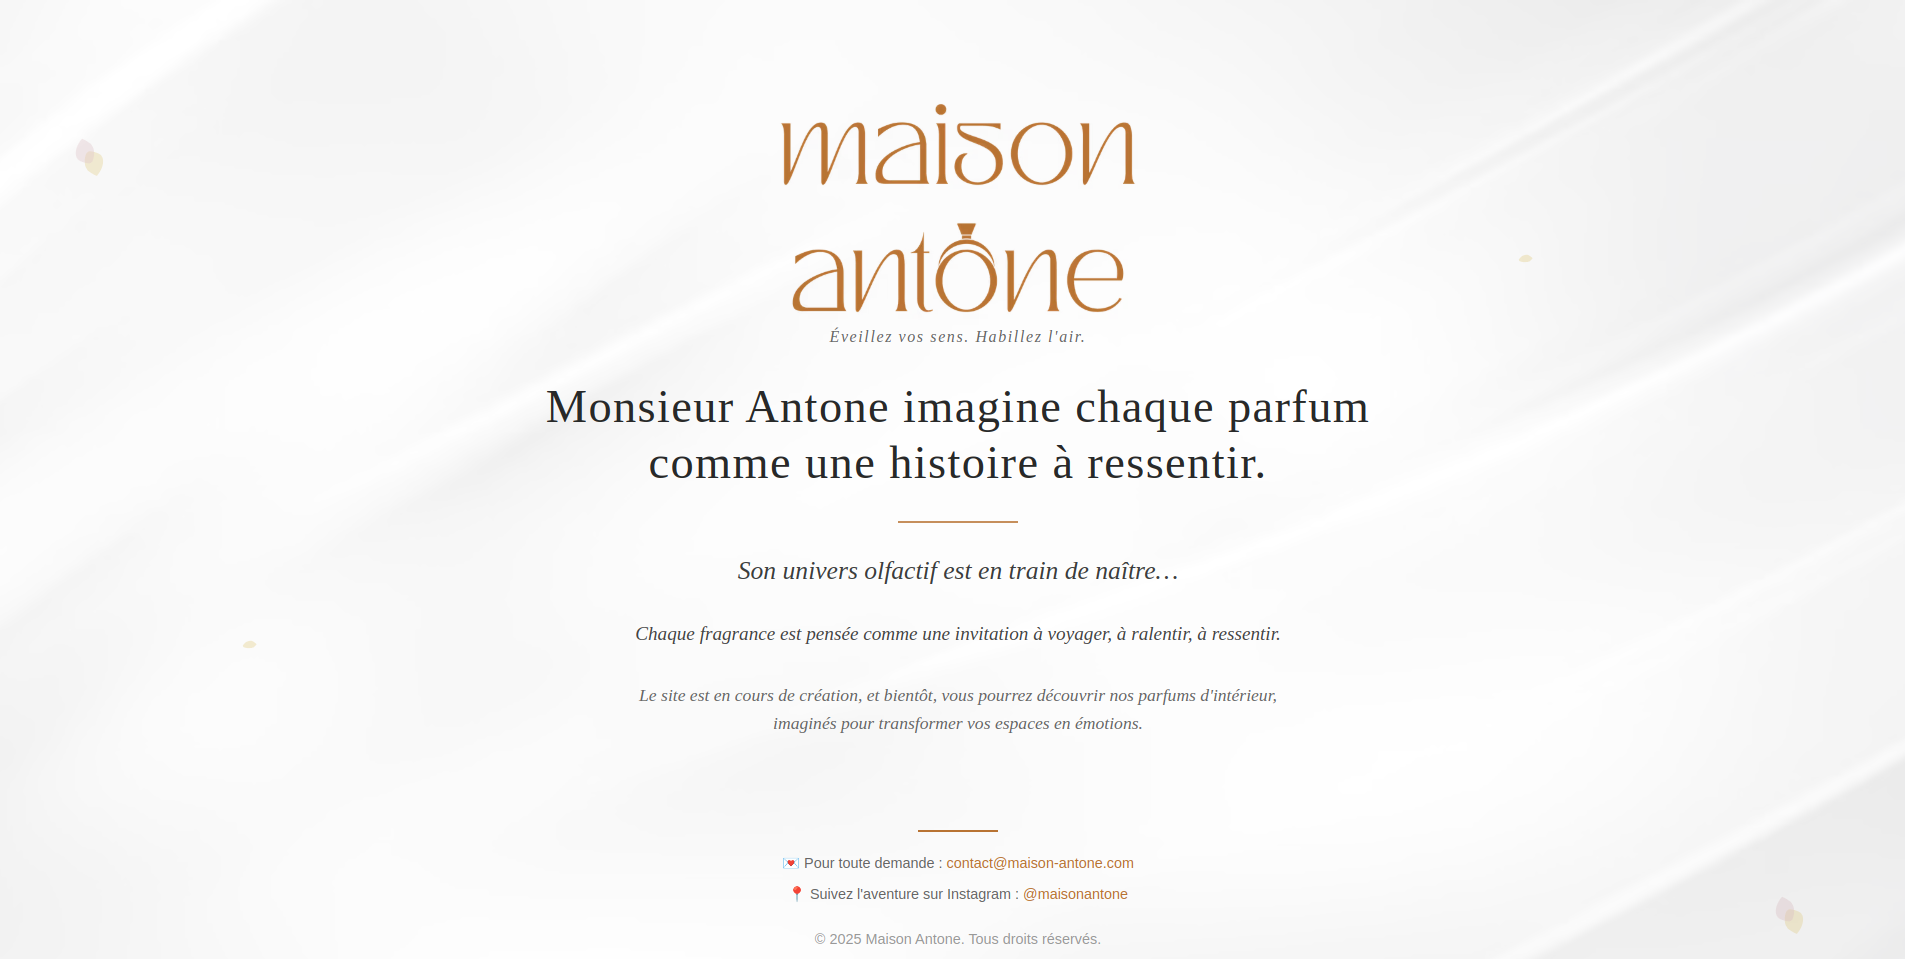 maison
antone
Éveillez vos sens. Habillez l'air.
Monsieur Antone imagine chaque parfum
comme une histoire à ressentir.
Son univers olfactif est en train de naître…
Chaque fragrance est pensée comme une invitation à voyager, à ralentir, à ressentir.
Le site est en cours de création, et bientôt, vous pourrez découvrir nos parfums d'intérieur,
imaginés pour transformer vos espaces en émotions.
💌 Pour toute demande : contact@maison-antone.com
📍 Suivez l'aventure sur Instagram : @maisonantone
© 2025 Maison Antone. Tous droits réservés.